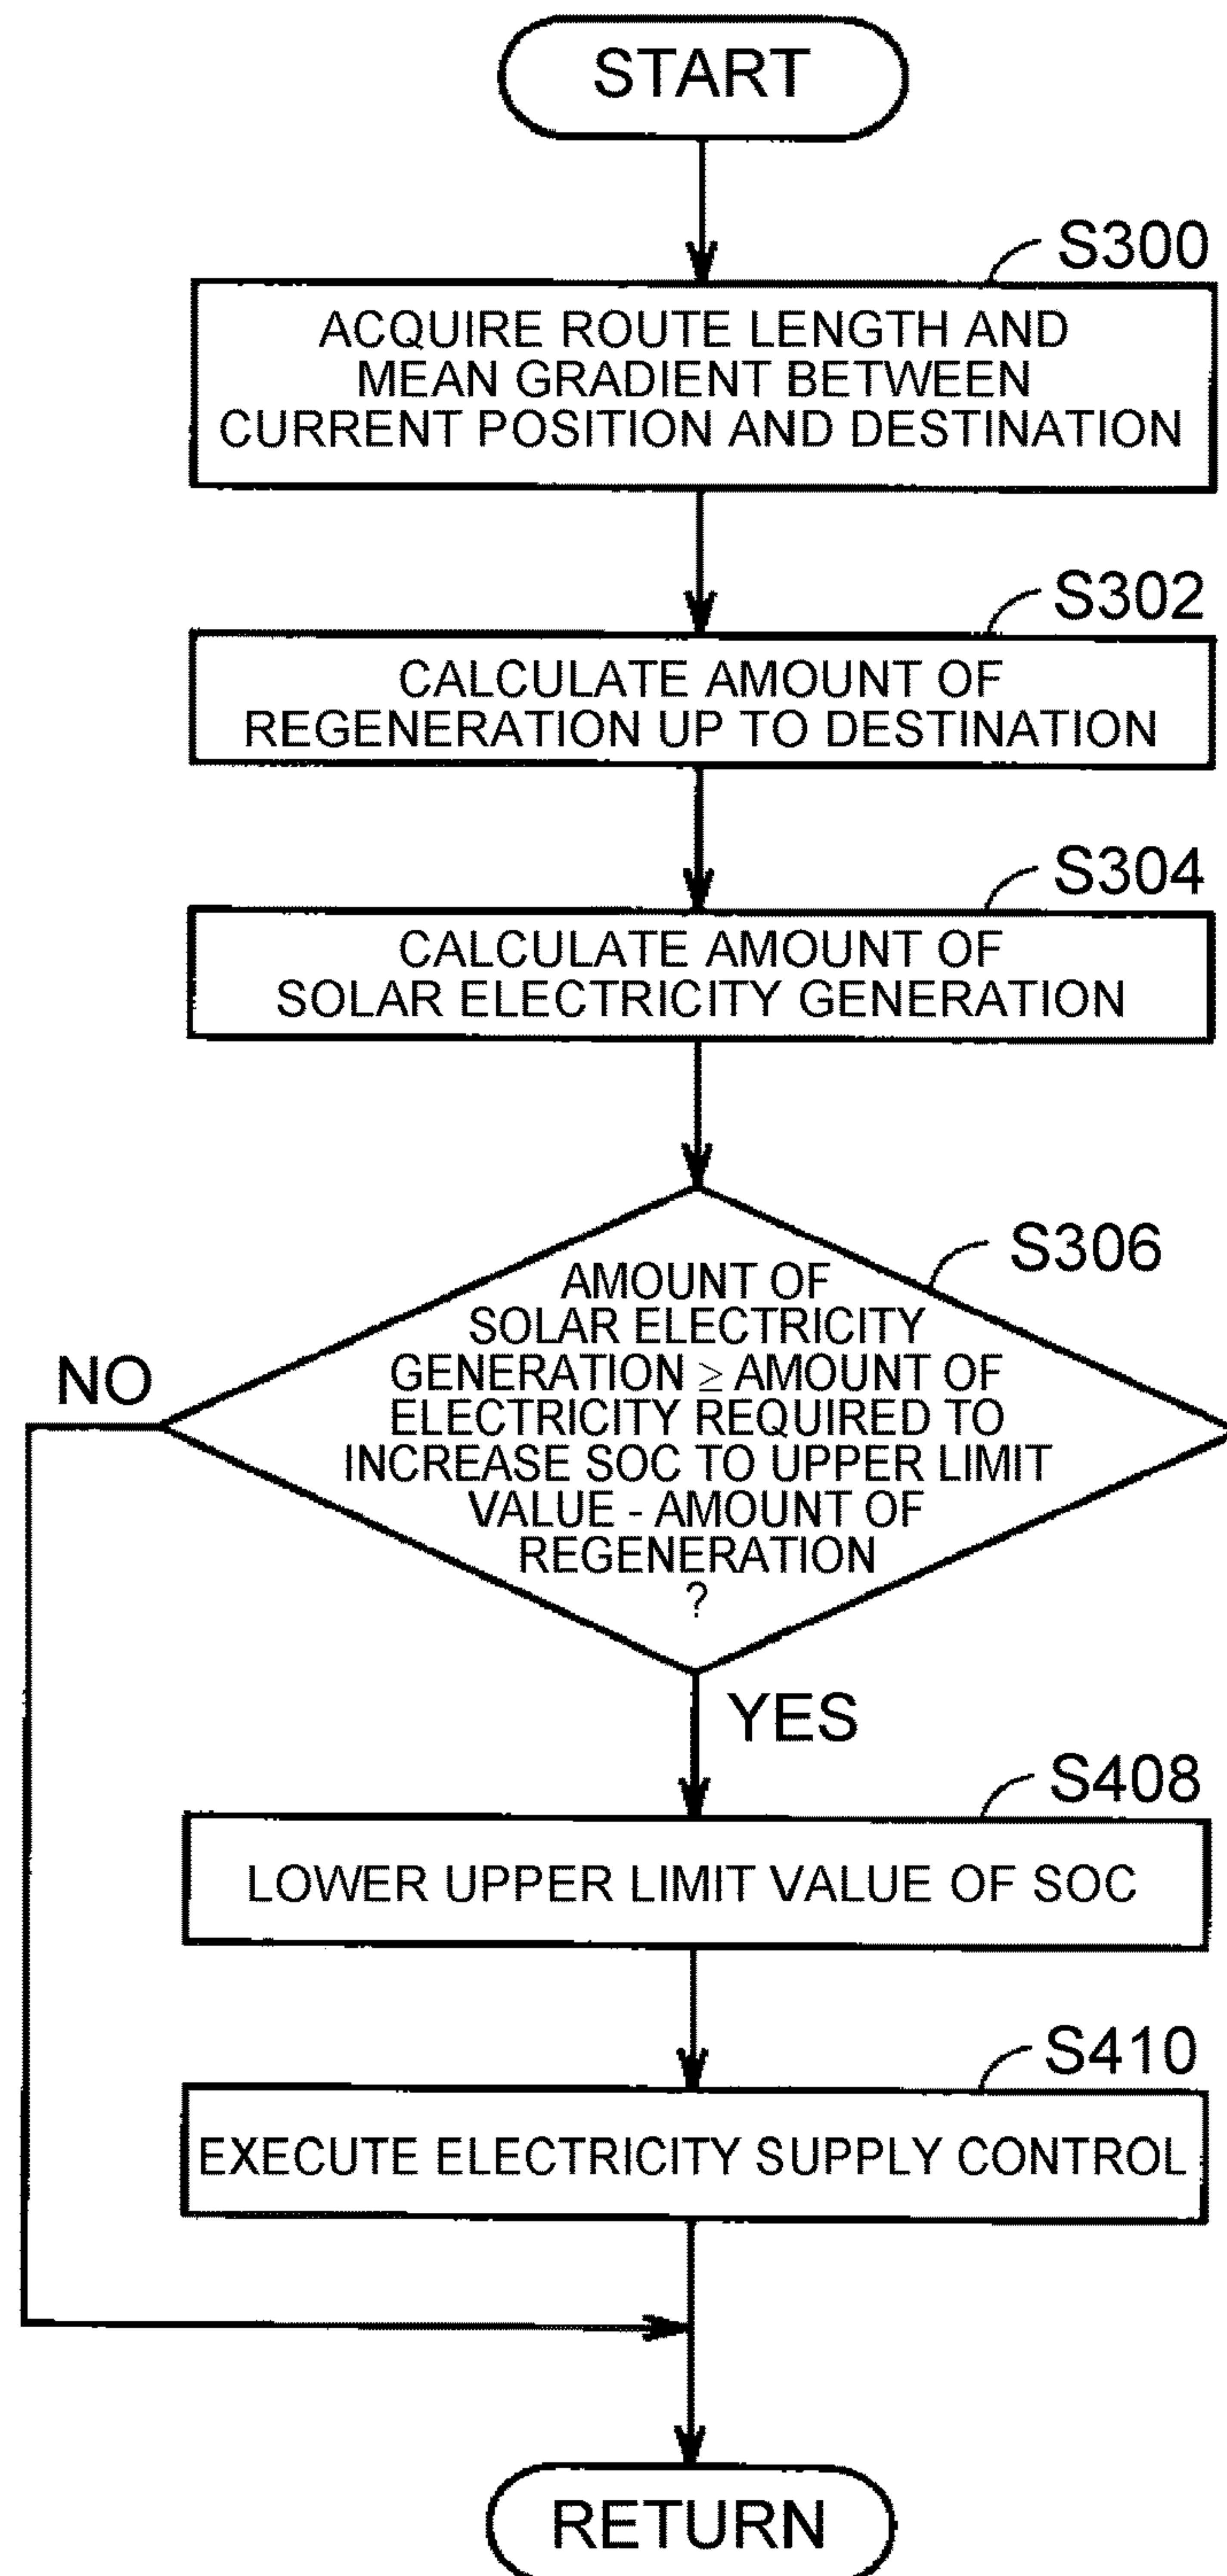 START
S300
ACQUIRE ROUTE LENGTH AND
MEAN GRADIENT BETWEEN
CURRENT POSITION AND DESTINATION
S302
CALCULATE AMOUNT OF
REGENERATION UP TO DESTINATION
S304
CALCULATE AMOUNT OF
SOLAR ELECTRICITY GENERATION
S306
AMOUNT OF
SOLAR ELECTRICITY
GENERATION ≥ AMOUNT OF
ELECTRICITY REQUIRED TO
INCREASE SOC TO UPPER LIMIT
VALUE - AMOUNT OF
REGENERATION
?
NO
YES
S408
LOWER UPPER LIMIT VALUE OF SOC
S410
EXECUTE ELECTRICITY SUPPLY CONTROL
RETURN